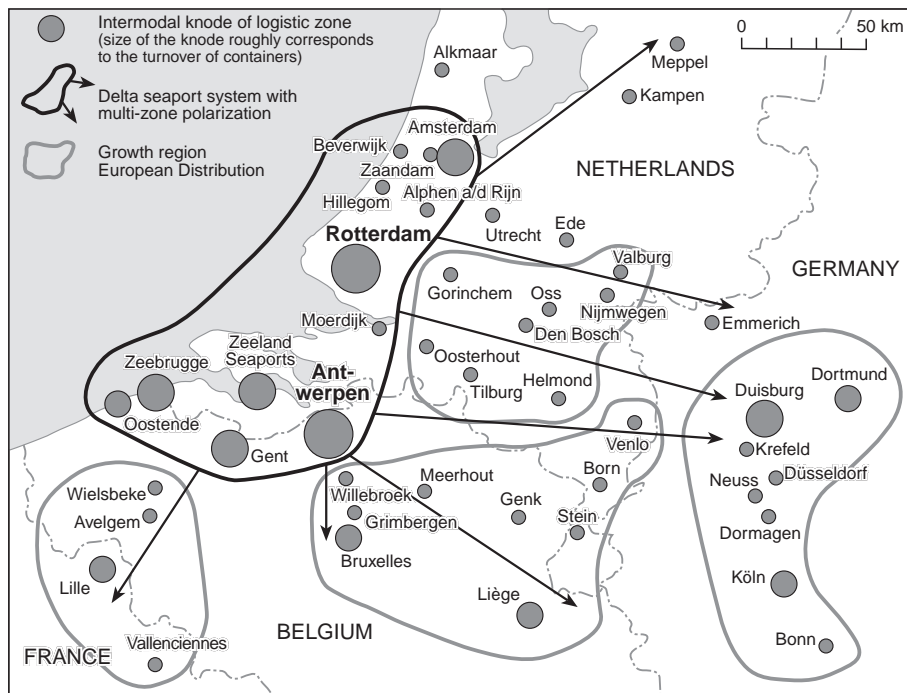 Intermodal knode of logistic zone
(size of the knode roughly corresponds
to the turnover of containers)
Delta seaport system with
multi-zone polarization
Growth region
European Distribution
0 50 km
Alkmaar
Meppel
Kampen
Amsterdam
Beverwijk
Zaandam
NETHERLANDS
Hillegom
Alphen a/d Rijn
Utrecht
Ede
Rotterdam
Valburg
GERMANY
Gorinchem
Oss
Nijmwegen
Moerdijk
Den Bosch
Emmerich
Zeeland
Seaports
Zeebrugge
Oosterhout
Ant-
werpen
Tilburg
Helmond
Duisburg
Dortmund
Oostende
Gent
Venlo
Krefeld
Wielsbeke
Willebroek
Meerhout
Born
Neuss
Düsseldorf
Avelgem
Grimbergen
Genk
Stein
Dormagen
Bruxelles
Lille
Liège
Köln
BELGIUM
Bonn
FRANCE
Vallenciennes